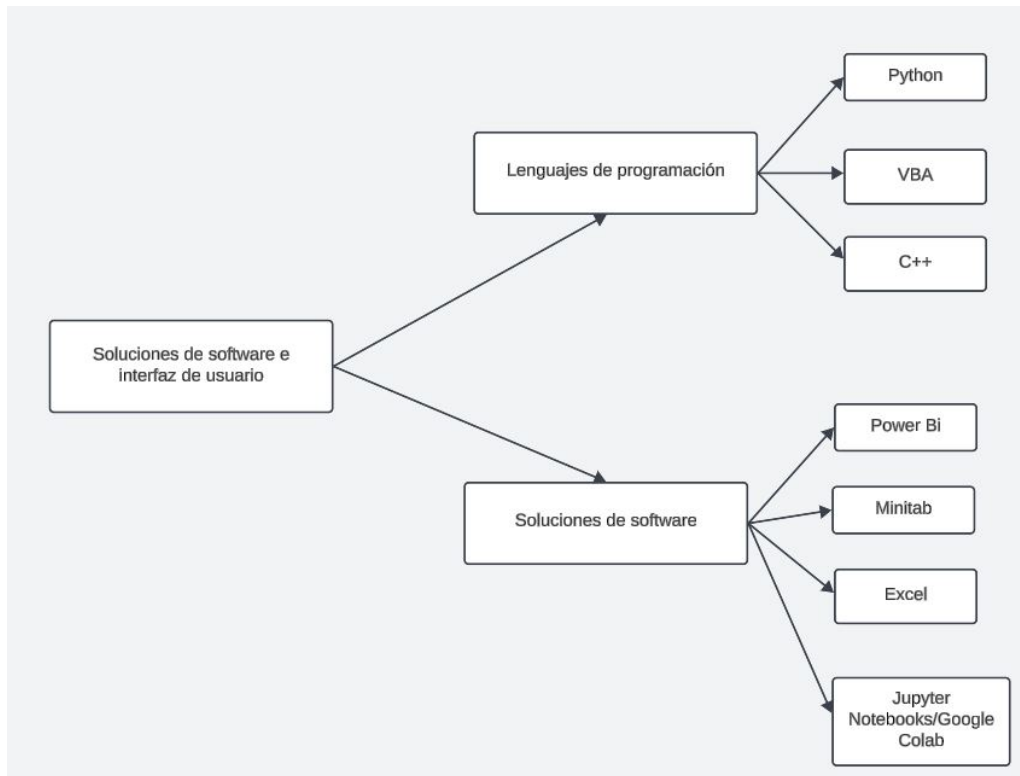 Python
Lenguajes de programación
VBA
C++
Soluciones de software e
interfaz de usuario
Power Bi
Minitab
Soluciones de software
Excel
Jupyter
Notebooks/Google
Colab